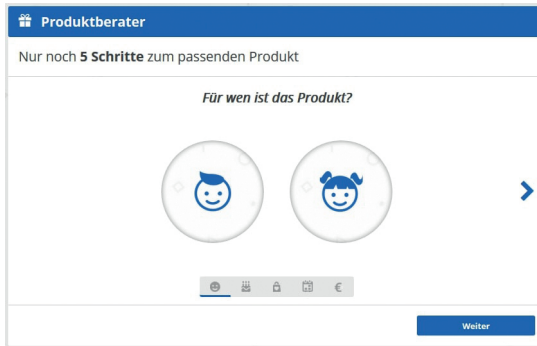 Produktberater
Nur noch 5 Schritte zum passenden Produkt
Für wen ist das Produkt?
€
Weiter